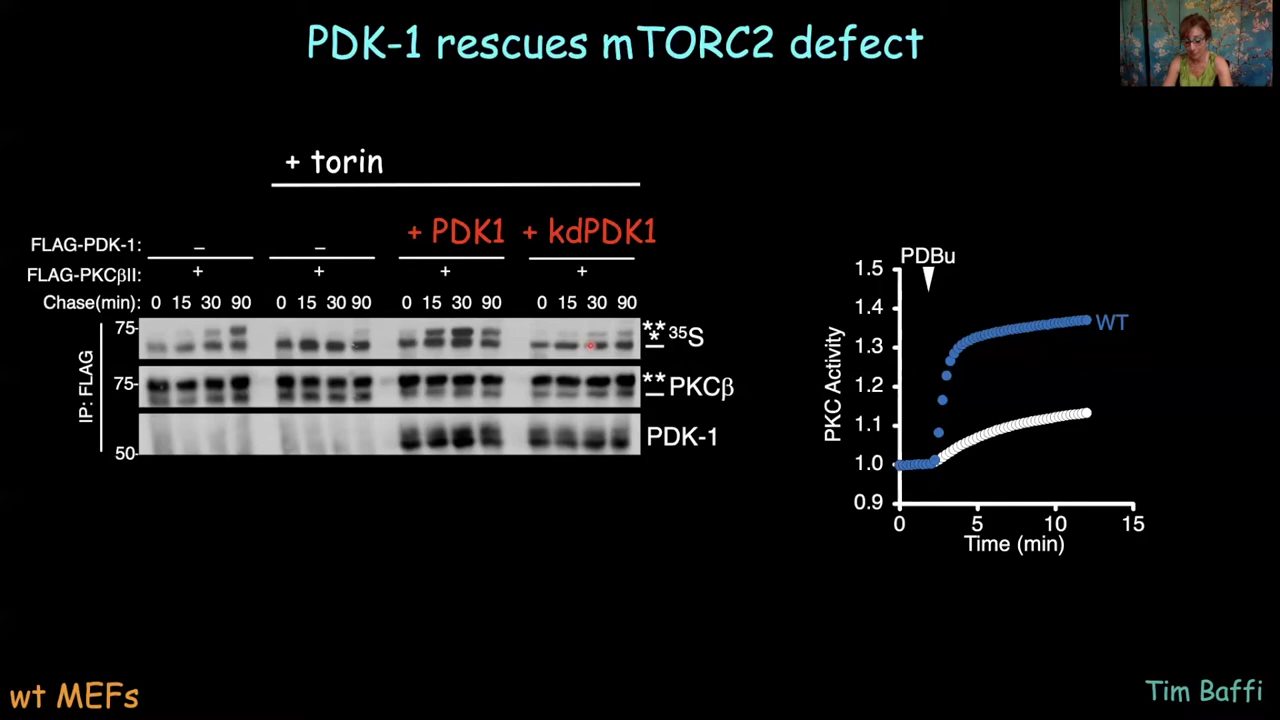 PDK-1 rescues mTORC2 defect
+ torin
+ PDK1 + kdPDK1
FLAG-PDK-1: – –
FLAG-PKCβII: + + + +
Chase(min): 0 15 30 90 0 15 30 90 0 15 30 90 0 15 30 90
IP: FLAG
75-
** * 35S
75-
** PKCβ
PDK-1
50-
PDBu
WT
PKC Activity
1.5
1.4
1.3
1.2
1.1
1.0
0.9
0 5 10 15
Time (min)
wt MEFs
Tim Baffi